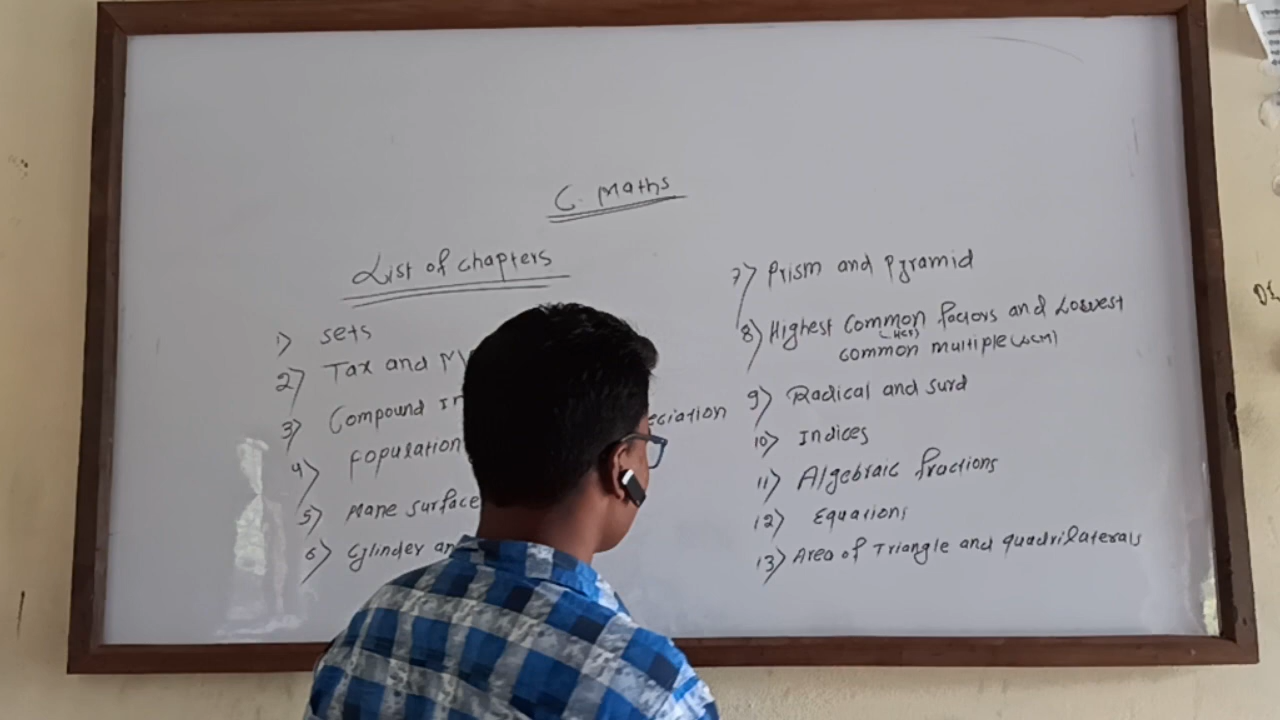 C. Maths
List of chapters
1) Sets
2) Tax and
3) Compound
4) Population
eciation
5) Plane surface
6) Cylinder
7) Prism and Pyramid
8) Highest Common factors and Lowest
(HCF)
common multiple (LCM)
9) Radical and surd
10) Indices
11) Algebraic fractions
12) Equations
13) Area of Triangle and quadrilaterals